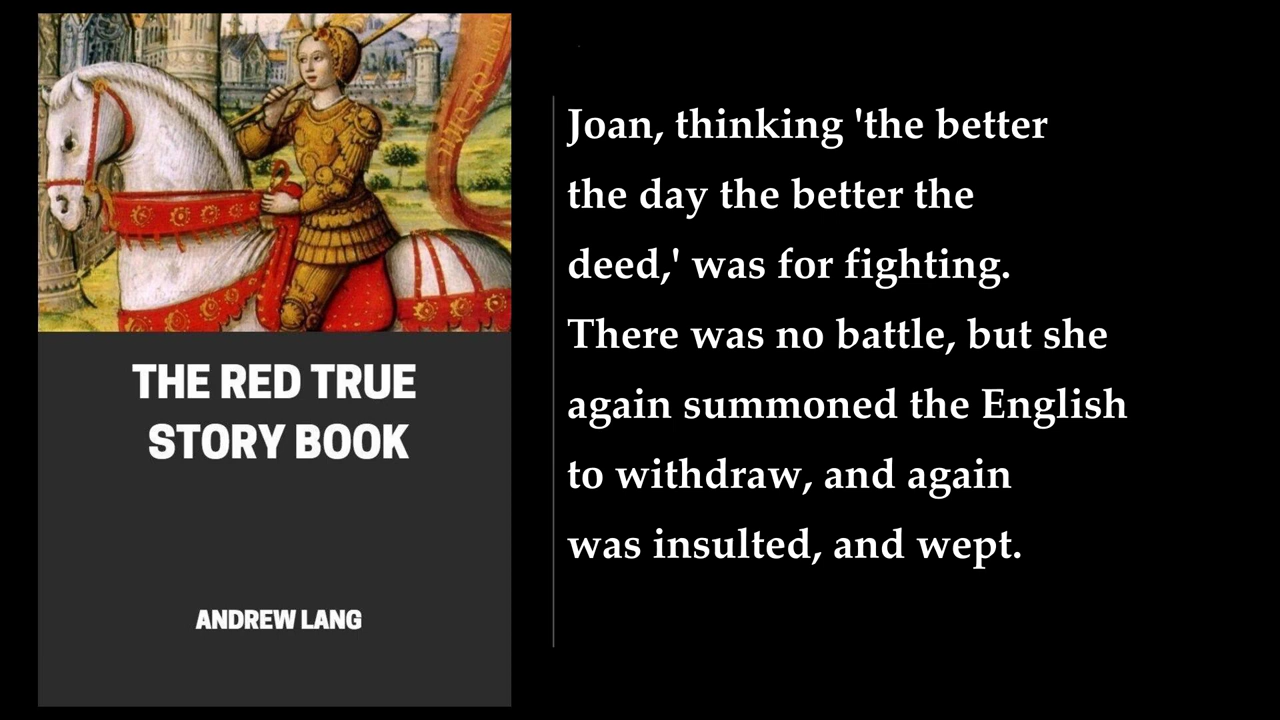 THE RED TRUE
STORY BOOK
ANDREW LANG
Joan, thinking 'the better
the day the better the
deed,' was for fighting.
There was no battle, but she
again summoned the English
to withdraw, and again
was insulted, and wept.